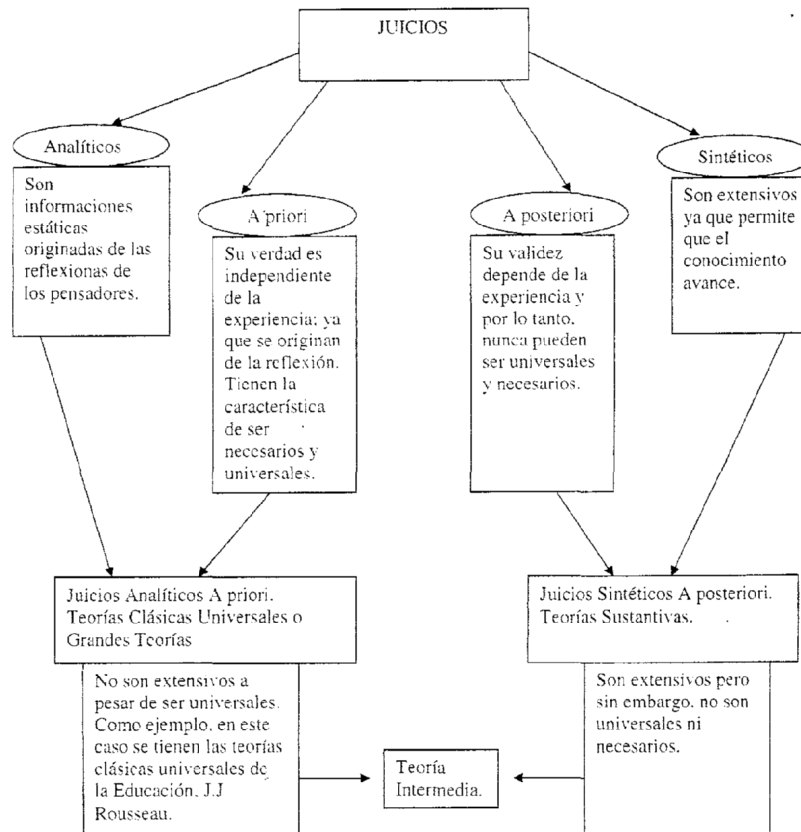 JUICIOS
Analíticos
Son
informaciones
estáticas
originadas de las
reflexionas de
los pensadores.
A priori
Su verdad es
independiente
de la
experiencia; ya
que se originan
de la reflexión.
Tienen la
característica
de ser
necesarios y
universales.
A posteriori
Su validez
depende de la
experiencia y
por lo tanto,
nunca pueden
ser universales
y necesarios.
Sintéticos
Son extensivos
ya que permite
que el
conocimiento
avance.
Juicios Analíticos A priori.
Teorías Clásicas Universales o
Grandes Teorías
No son extensivos a
pesar de ser universales.
Como ejemplo, en este
caso se tienen las teorías
clásicas universales de
la Educación, J.J
Rousseau.
Juicios Sintéticos A posteriori.
Teorías Sustantivas.
Son extensivos pero
sin embargo, no son
universales ni
necesarios.
Teoría
Intermedia.